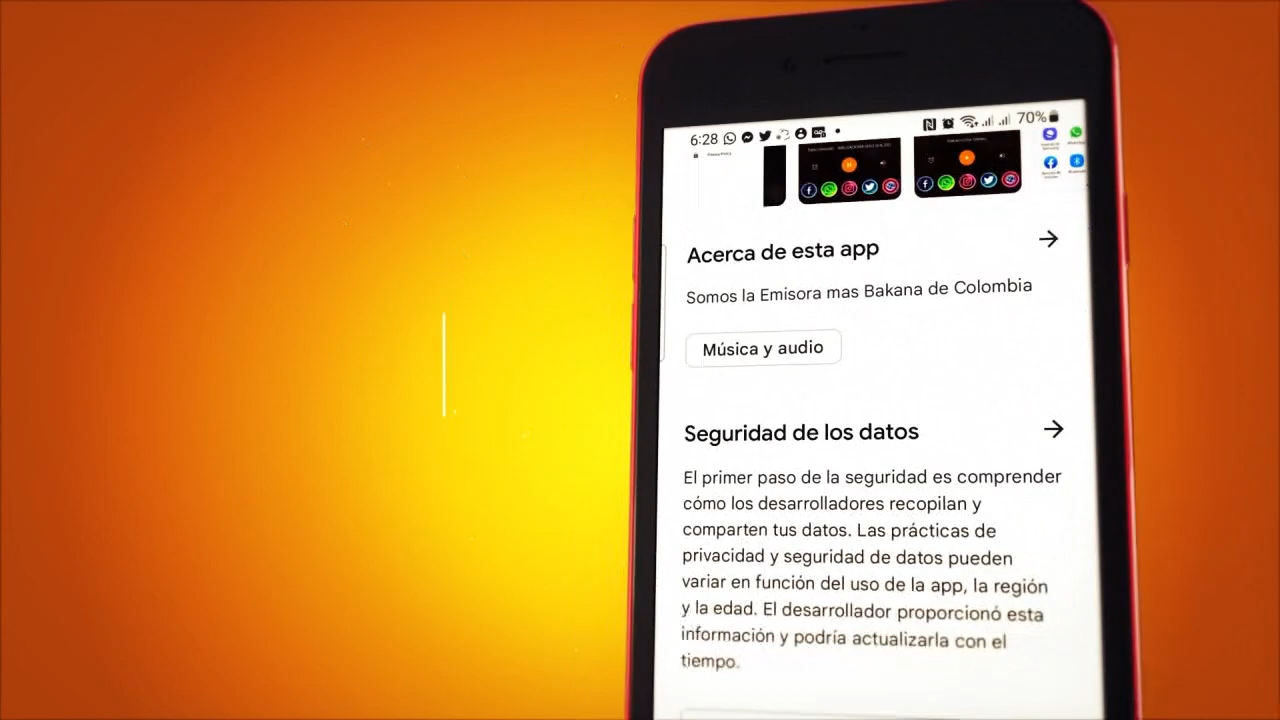 6:28
70%
Acerca de esta app
Somos la Emisora mas Bakana de Colombia
Música y audio
Seguridad de los datos
El primer paso de la seguridad es comprender
cómo los desarrolladores recopilan y
comparten tus datos. Las prácticas de
privacidad y seguridad de datos pueden
variar en función del uso de la app, la región
y la edad. El desarrollador proporcionó esta
información y podría actualizarla con el
tiempo.